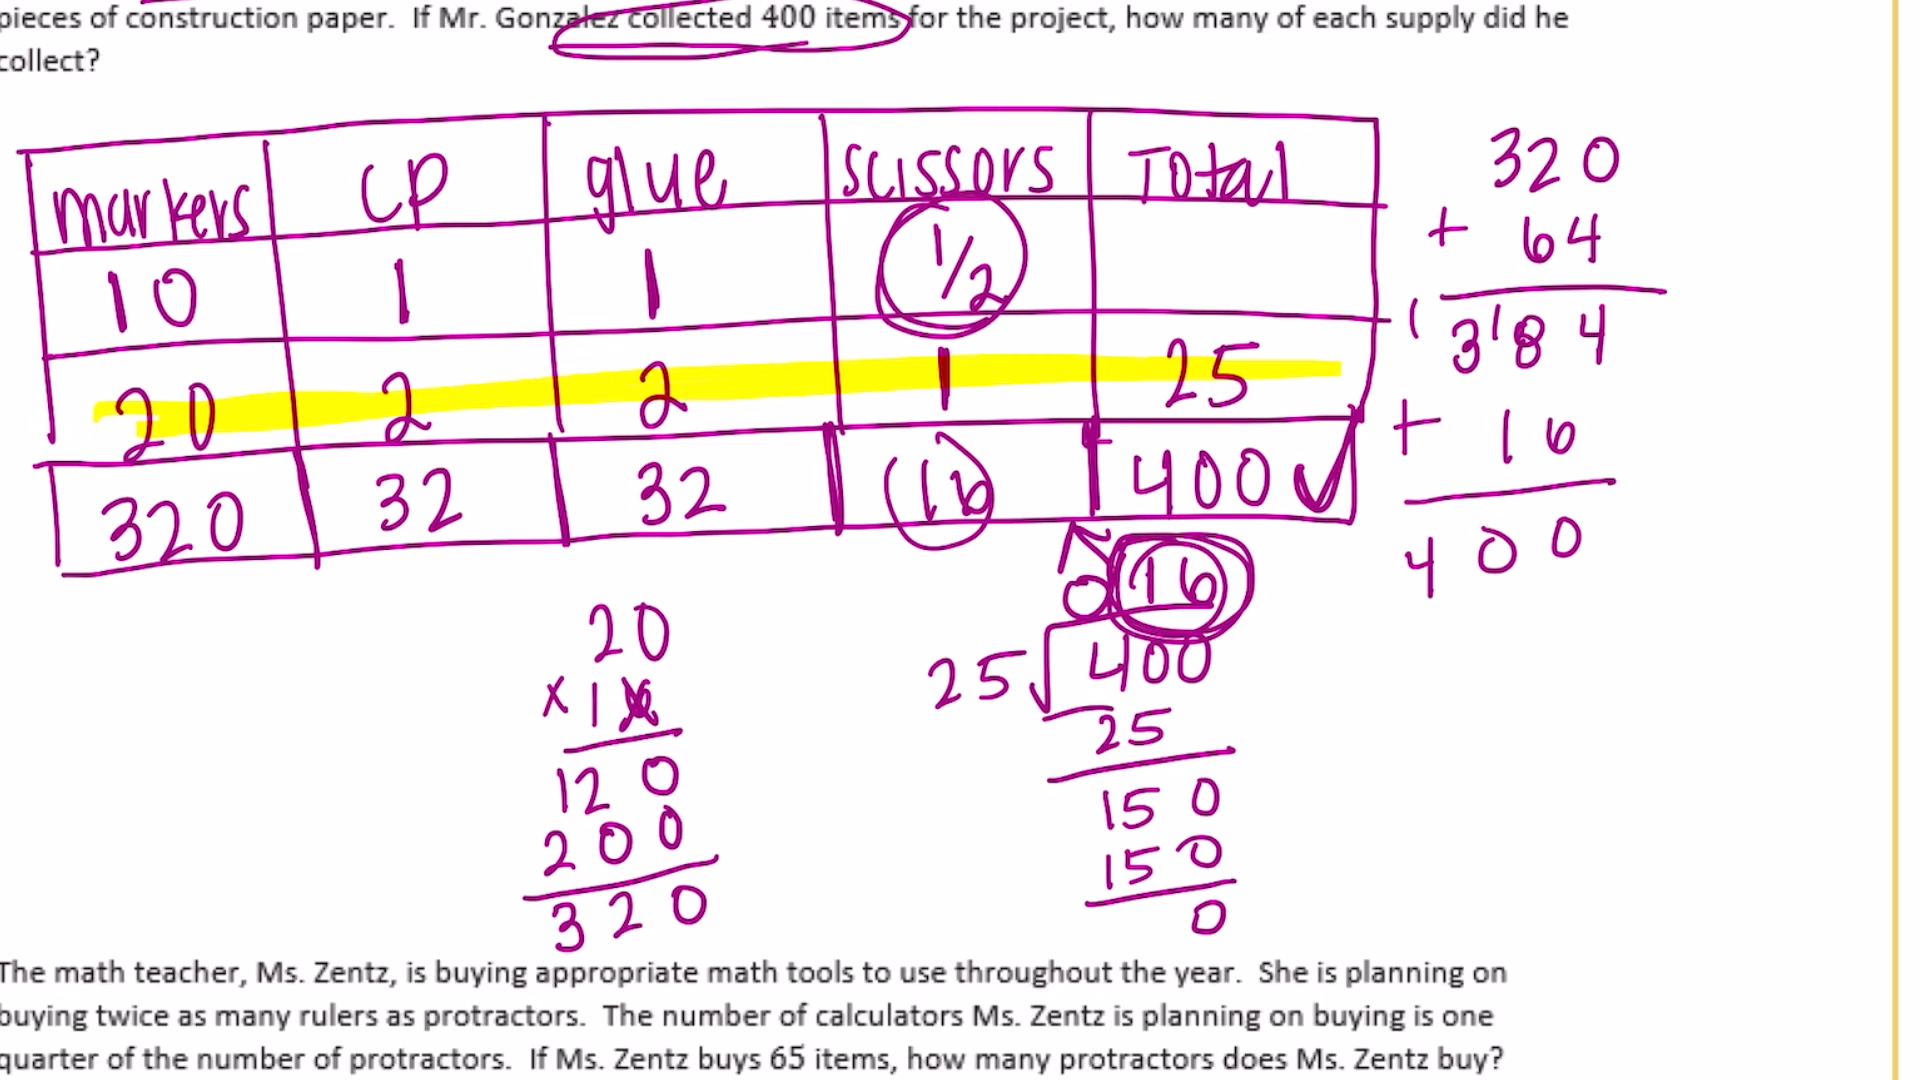 pieces of construction paper. If Mr. Gonzalez collected 400 items for the project, how many of each supply did he
collect?
markers CP glue scissors Total
10 1 1 1/2
20 2 2 1 25
320 32 32 16 400 ✓
320
+ 64
1 3 1 8 4
+ 16
400
20
x 16
120
200
320
0 16
25 400
25
150
150
0
The math teacher, Ms. Zentz, is buying appropriate math tools to use throughout the year. She is planning on
buying twice as many rulers as protractors. The number of calculators Ms. Zentz is planning on buying is one
quarter of the number of protractors. If Ms. Zentz buys 65 items, how many protractors does Ms. Zentz buy?